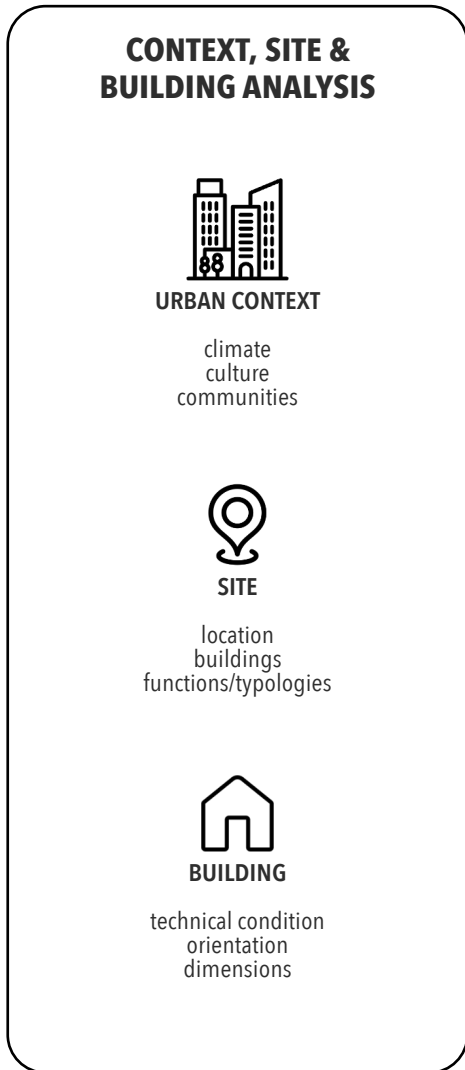 CONTEXT, SITE &
BUILDING ANALYSIS
URBAN CONTEXT
climate
culture
communities
SITE
location
buildings
functions/typologies
BUILDING
technical condition
orientation
dimensions